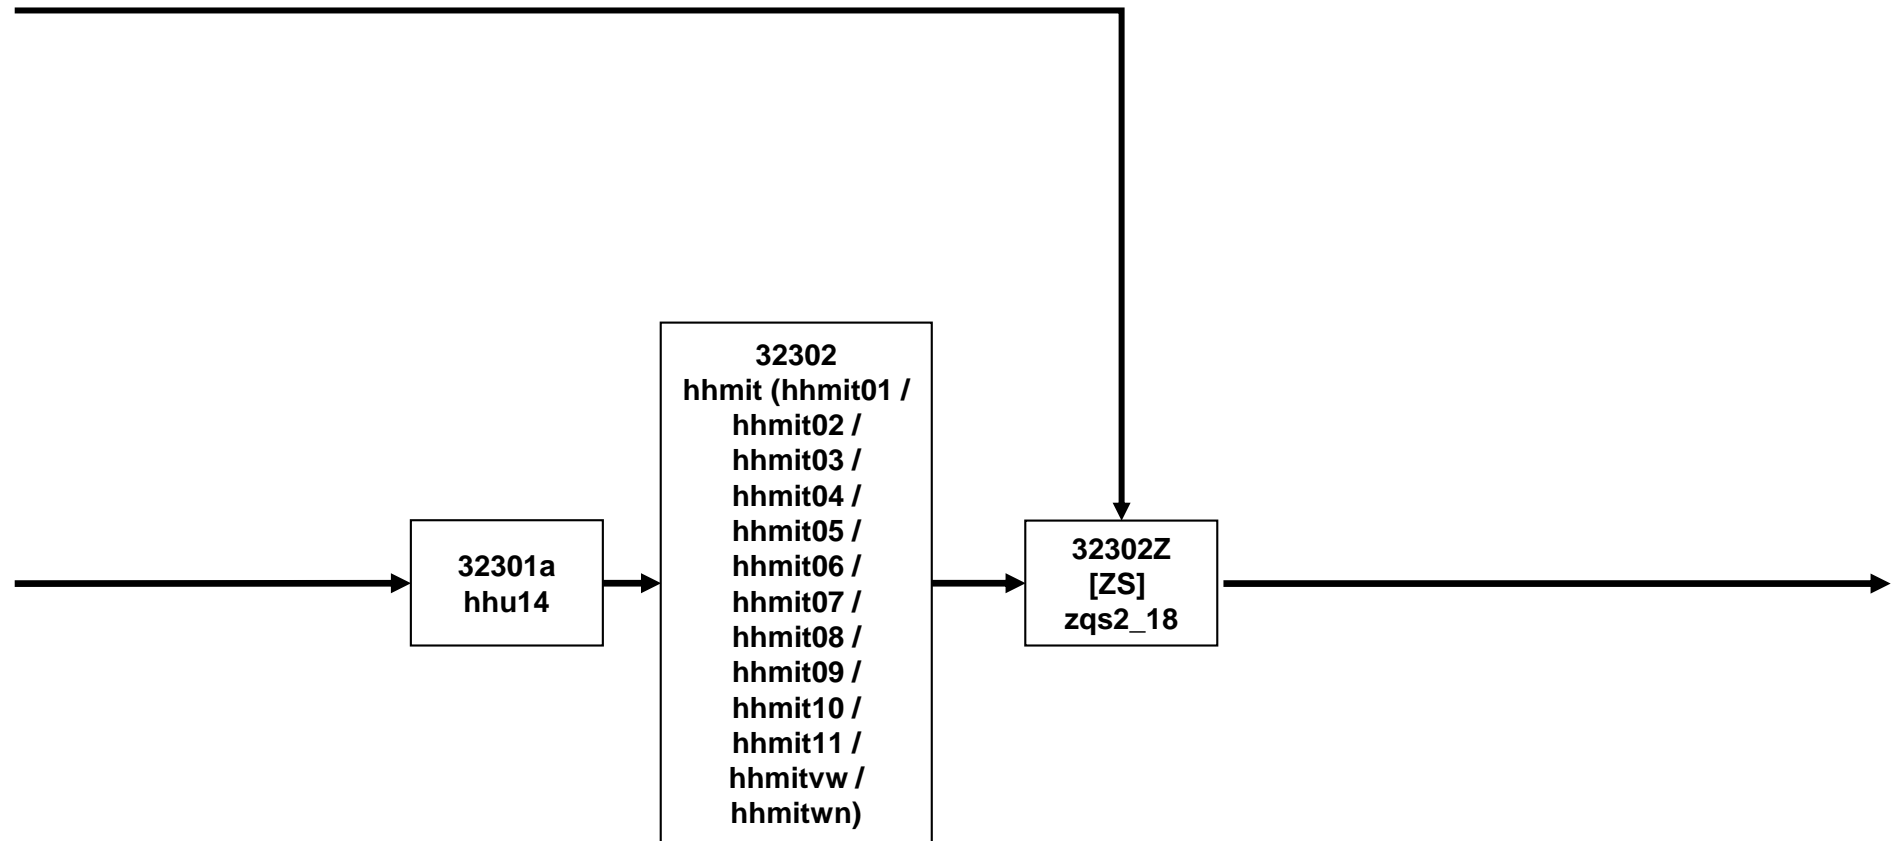 32302
hhmit (hhmit01 /
hhmit02 /
hhmit03 /
hhmit04 /
hhmit05 /
hhmit06 /
hhmit07 /
hhmit08 /
hhmit09 /
hhmit10 /
hhmit11 /
hhmitvw /
hhmitwn)
32301a
hhu14
32302Z
[ZS]
zqs2_18